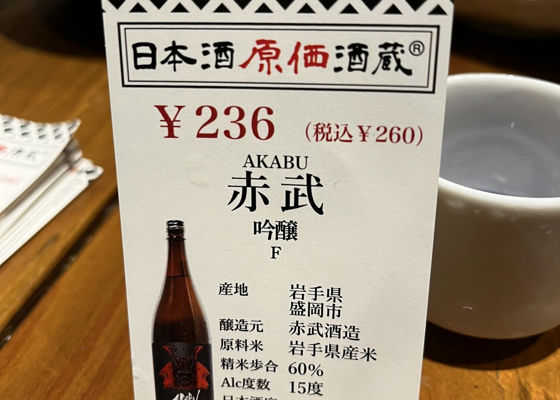 日本酒原価酒蔵®
￥236 (税込￥260)
AKABU
赤武
吟醸
F
産地 岩手県
盛岡市
醸造元 赤武酒造
原料米 岩手県産米
精米歩合 60%
Alc度数 15度